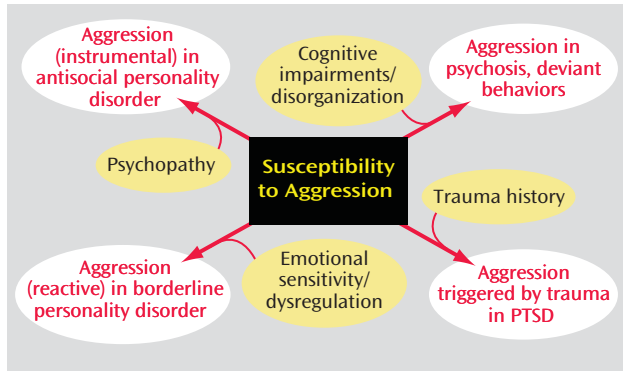 Aggression
(instrumental) in
antisocial personality
disorder
Cognitive
impairments/
disorganization
Aggression in
psychosis, deviant
behaviors
Psychopathy
Susceptibility
to Aggression
Trauma history
Aggression
(reactive) in borderline
personality disorder
Emotional
sensitivity/
dysregulation
Aggression
triggered by trauma
in PTSD